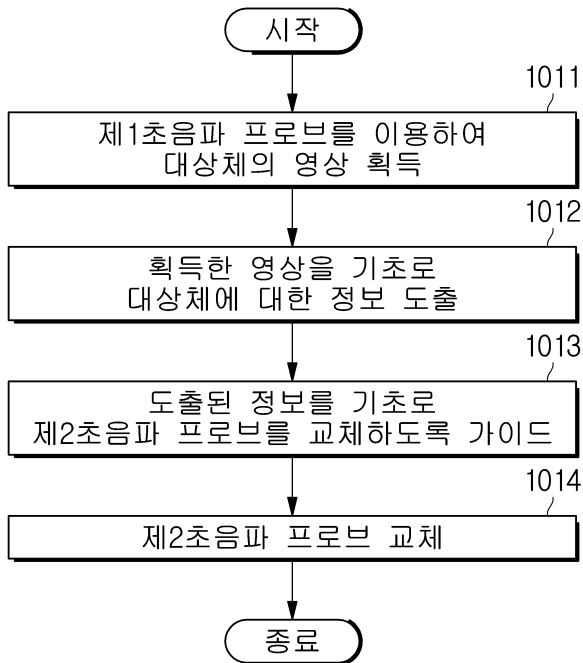 시작
1011
제1초음파 프로브를 이용하여
대상체의 영상 획득
1012
획득한 영상을 기초로
대상체에 대한 정보 도출
1013
도출된 정보를 기초로
제2초음파 프로브를 교체하도록 가이드
1014
제2초음파 프로브 교체
종료